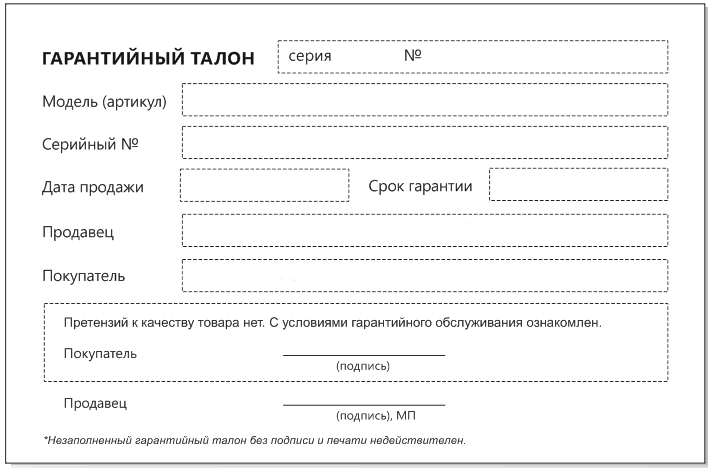 ГАРАНТИЙНЫЙ ТАЛОН серия №
Модель (артикул)
Серийный №
Дата продажи Срок гарантии
Продавец
Покупатель
Претензий к качеству товара нет. С условиями гарантийного обслуживания ознакомлен.
Покупатель
(подпись)
Продавец
(подпись), МП
*Незаполненный гарантийный талон без подписи и печати недействителен.